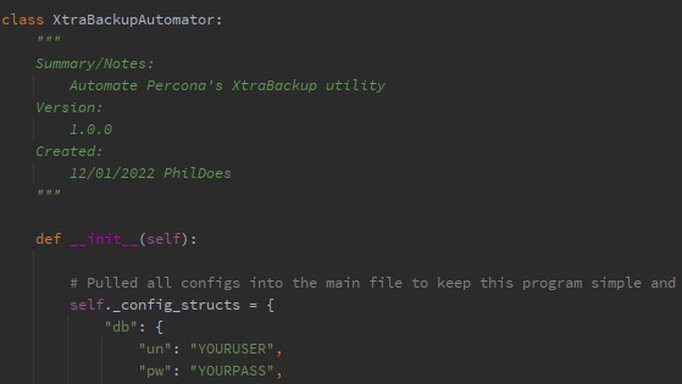 class XtraBackupAutomator:
"""
Summary/Notes:
Automate Percona's XtraBackup utility
Version:
1.0.0
Created:
12/01/2022 PhilDoes
"""
def __init__(self):
# Pulled all configs into the main file to keep this program simple and
self._config_structs = {
"db": {
"un": "YOURUSER",
"pw": "YOURPASS",